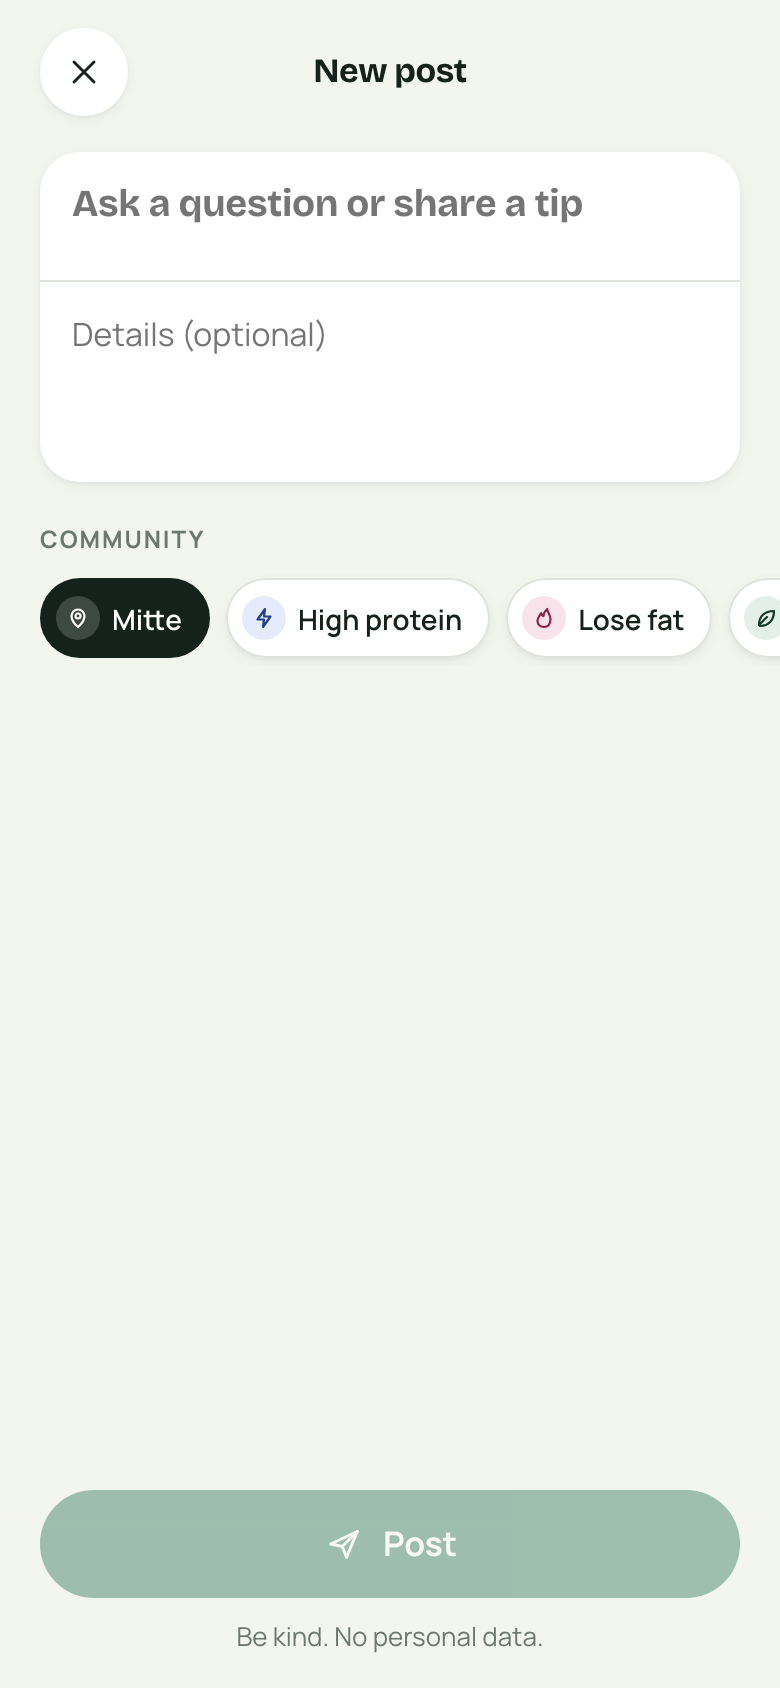 New post
Ask a question or share a tip
Details (optional)
COMMUNITY
Mitte
High protein
Lose fat
Post
Be kind. No personal data.